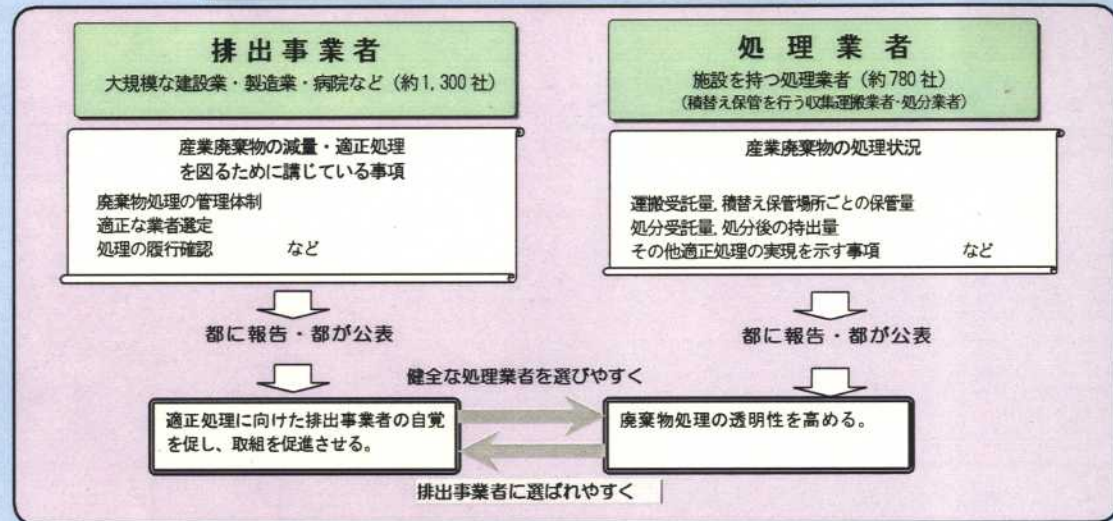 排出事業者
大規模な建設業・製造業・病院など（約1,300社）
産業廃棄物の減量・適正処理
を図るために講じている事項
廃棄物処理の管理体制
適正な業者選定
処理の履行確認　など
都に報告・都が公表
適正処理に向けた排出事業者の自覚
を促し、取組を促進させる。
処理業者
施設を持つ処理業者（約780社）
（積替え保管を行う収集運搬業者・処分業者）
産業廃棄物の処理状況
運搬受託量，積替え保管場所ごとの保管量
処分受託量，処分後の持出量
その他適正処理の実現を示す事項　など
都に報告・都が公表
廃棄物処理の透明性を高める。
健全な処理業者を選びやすく
排出事業者に選ばれやすく